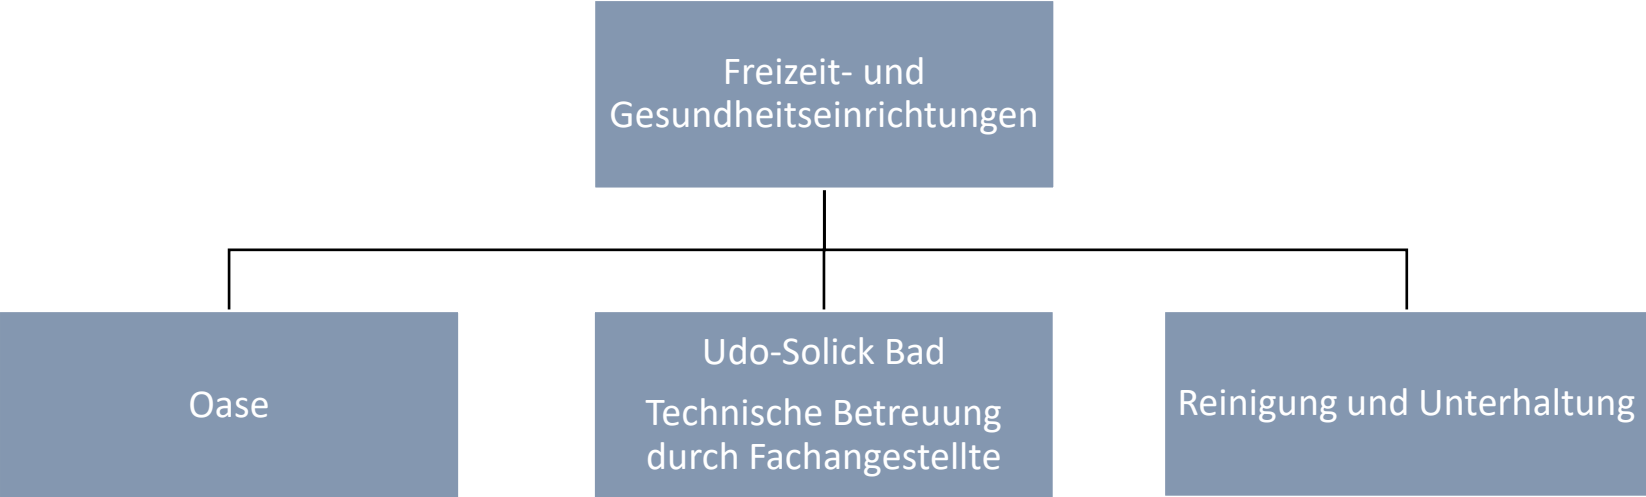 Freizeit- und
Gesundheitseinrichtungen
Oase
Udo-Solick Bad
Technische Betreuung
durch Fachangestellte
Reinigung und Unterhaltung